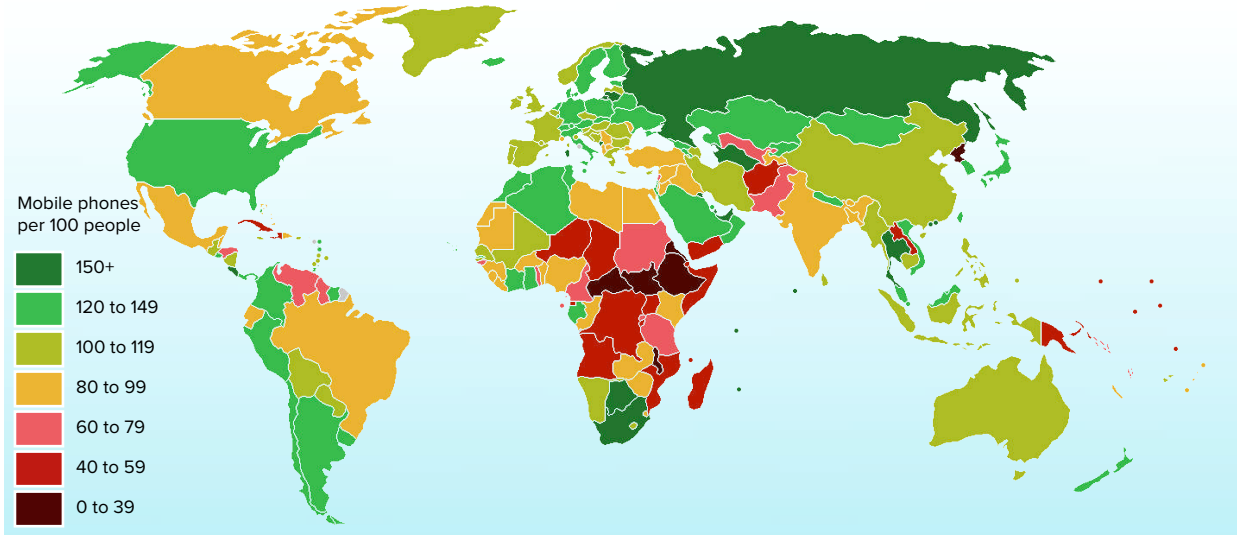 Mobile phones
per 100 people
150+
120 to 149
100 to 119
80 to 99
60 to 79
40 to 59
0 to 39